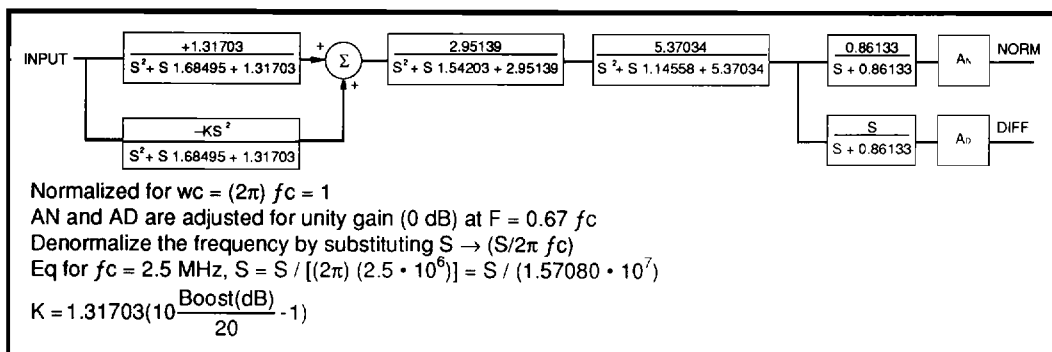 INPUT
+1.31703
S² + S 1.68495 + 1.31703
+
Σ
+
−KS²
S² + S 1.68495 + 1.31703
2.95139
S² + S 1.54203 + 2.95139
5.37034
S² + S 1.14558 + 5.37034
0.86133
S + 0.86133
AN
NORM
S
S + 0.86133
AD
DIFF
Normalized for wc = (2π) fc = 1
AN and AD are adjusted for unity gain (0 dB) at F = 0.67 fc
Denormalize the frequency by substituting S → (S/2π fc)
Eq for fc = 2.5 MHz, S = S / [(2π) (2.5 • 10⁶)] = S / (1.57080 • 10⁷)
K = 1.31703(10 Boost(dB)/20 -1)